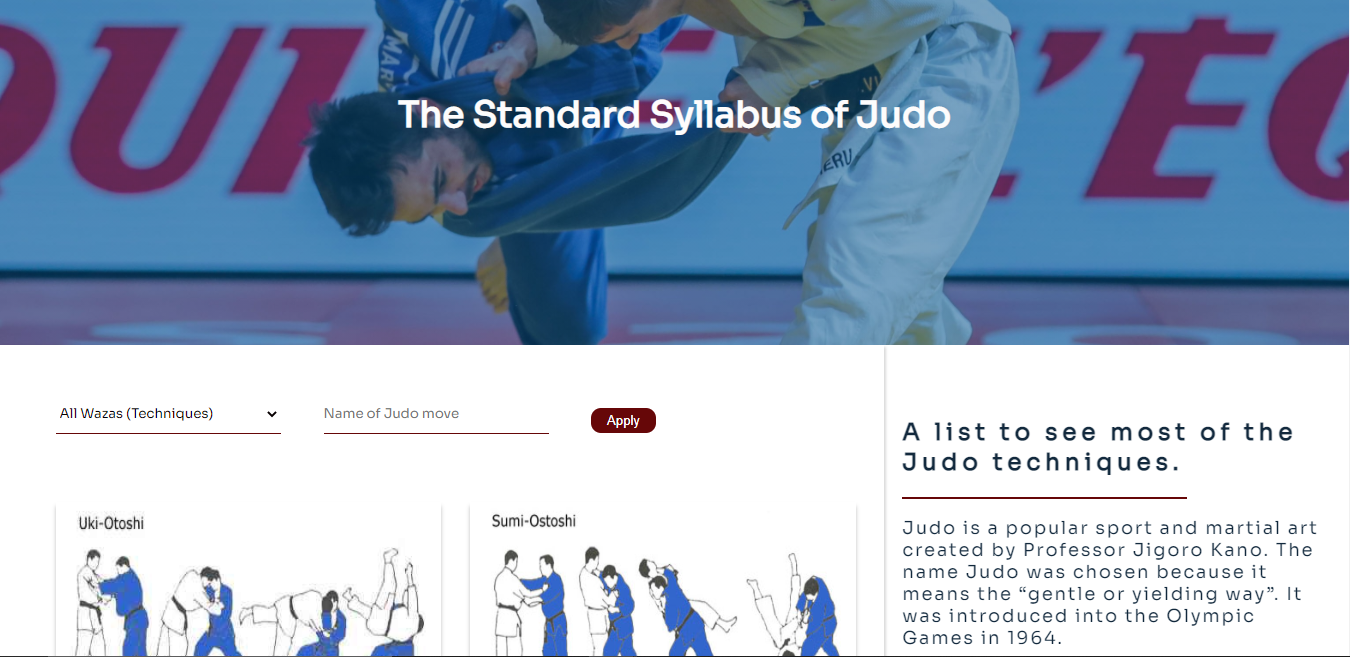 The Standard Syllabus of Judo
All Wazas (Techniques)
Name of Judo move
Apply
Uki-Otoshi
Sumi-Ostoshi
A list to see most of the
Judo techniques.
Judo is a popular sport and martial art
created by Professor Jigoro Kano. The
name Judo was chosen because it
means the “gentle or yielding way”. It
was introduced into the Olympic
Games in 1964.